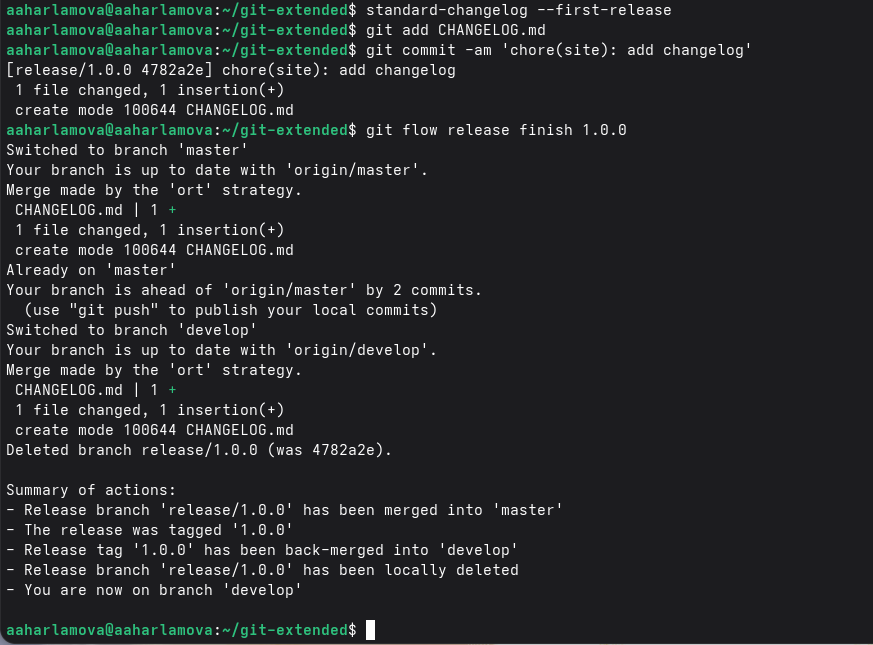 aaharlamova@aaharlamova:~/git-extended$ standard-changelog --first-release
aaharlamova@aaharlamova:~/git-extended$ git add CHANGELOG.md
aaharlamova@aaharlamova:~/git-extended$ git commit -am 'chore(site): add changelog'
[release/1.0.0 4782a2e] chore(site): add changelog
 1 file changed, 1 insertion(+)
 create mode 100644 CHANGELOG.md
aaharlamova@aaharlamova:~/git-extended$ git flow release finish 1.0.0
Switched to branch 'master'
Your branch is up to date with 'origin/master'.
Merge made by the 'ort' strategy.
 CHANGELOG.md | 1 +
 1 file changed, 1 insertion(+)
 create mode 100644 CHANGELOG.md
Already on 'master'
Your branch is ahead of 'origin/master' by 2 commits.
  (use "git push" to publish your local commits)
Switched to branch 'develop'
Your branch is up to date with 'origin/develop'.
Merge made by the 'ort' strategy.
 CHANGELOG.md | 1 +
 1 file changed, 1 insertion(+)
 create mode 100644 CHANGELOG.md
Deleted branch release/1.0.0 (was 4782a2e).

Summary of actions:
- Release branch 'release/1.0.0' has been merged into 'master'
- The release was tagged '1.0.0'
- Release tag '1.0.0' has been back-merged into 'develop'
- Release branch 'release/1.0.0' has been locally deleted
- You are now on branch 'develop'

aaharlamova@aaharlamova:~/git-extended$